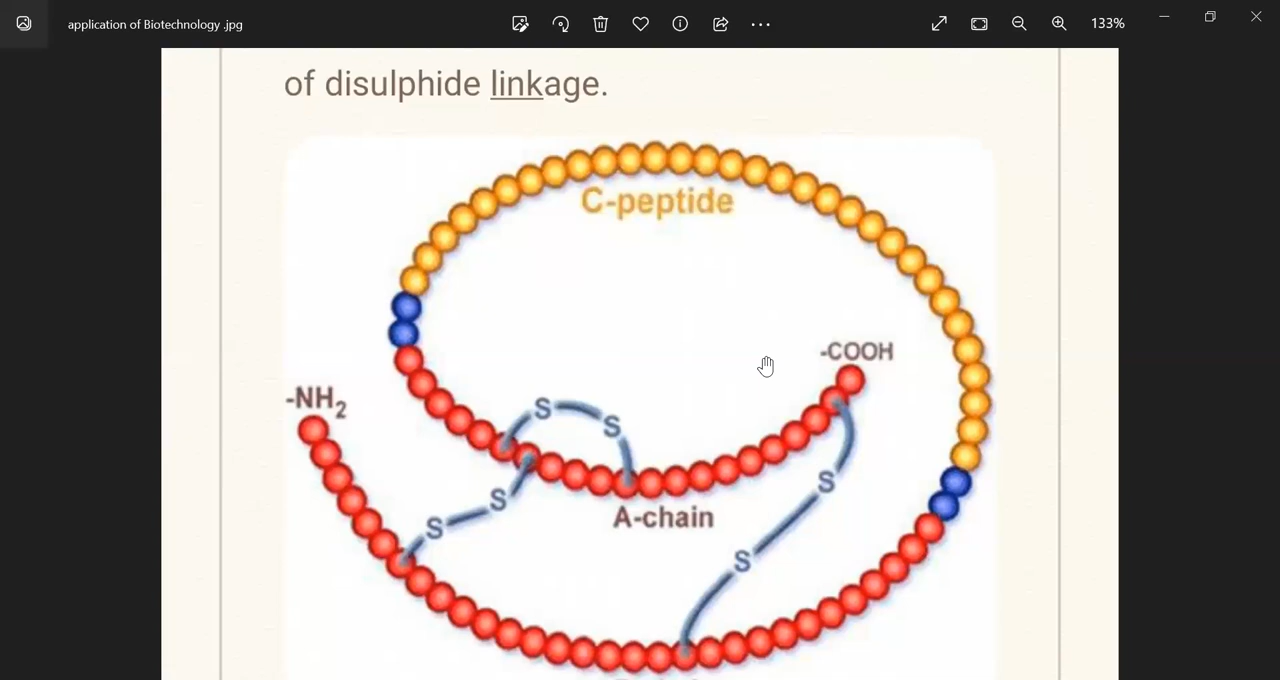 application of Biotechnology .jpg
133%
of disulphide linkage.
C-peptide
-COOH
-NH2
S
S
S
S
A-chain
S
S